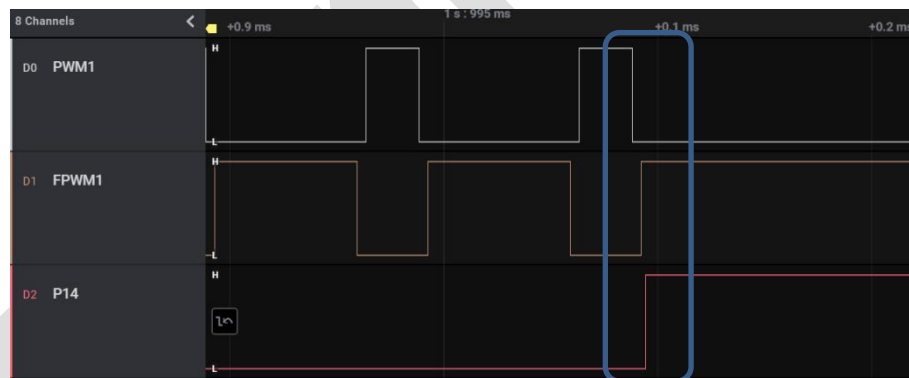 8 Channels
+0.9 ms
1 s : 995 ms
+0.1 ms
+0.2 ms
D0 PWM1
H
L
D1 FPWM1
H
L
D2 P14
H
L